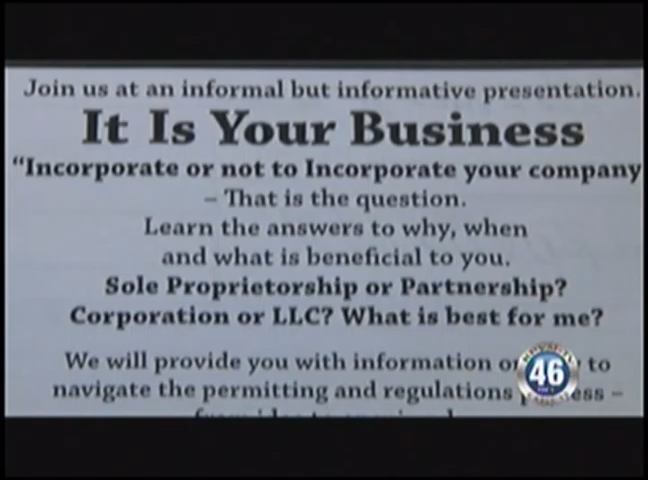 Join us at an informal but informative presentation.
It Is Your Business
“Incorporate or not to Incorporate your company
– That is the question.
Learn the answers to why, when
and what is beneficial to you.
Sole Proprietorship or Partnership?
Corporation or LLC? What is best for me?
We will provide you with information on to
navigate the permitting and regulations –
46